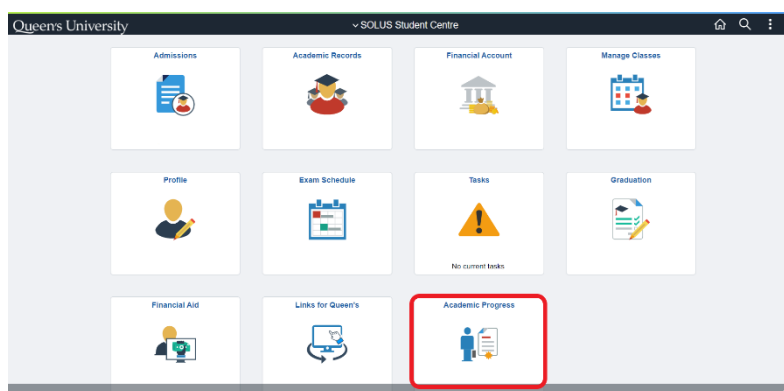 Queen's University
SOLUS Student Centre
Admissions
Academic Records
Financial Account
Manage Classes
Profile
Exam Schedule
Tasks
Graduation
No current tasks
Financial Aid
Links for Queen's
Academic Progress